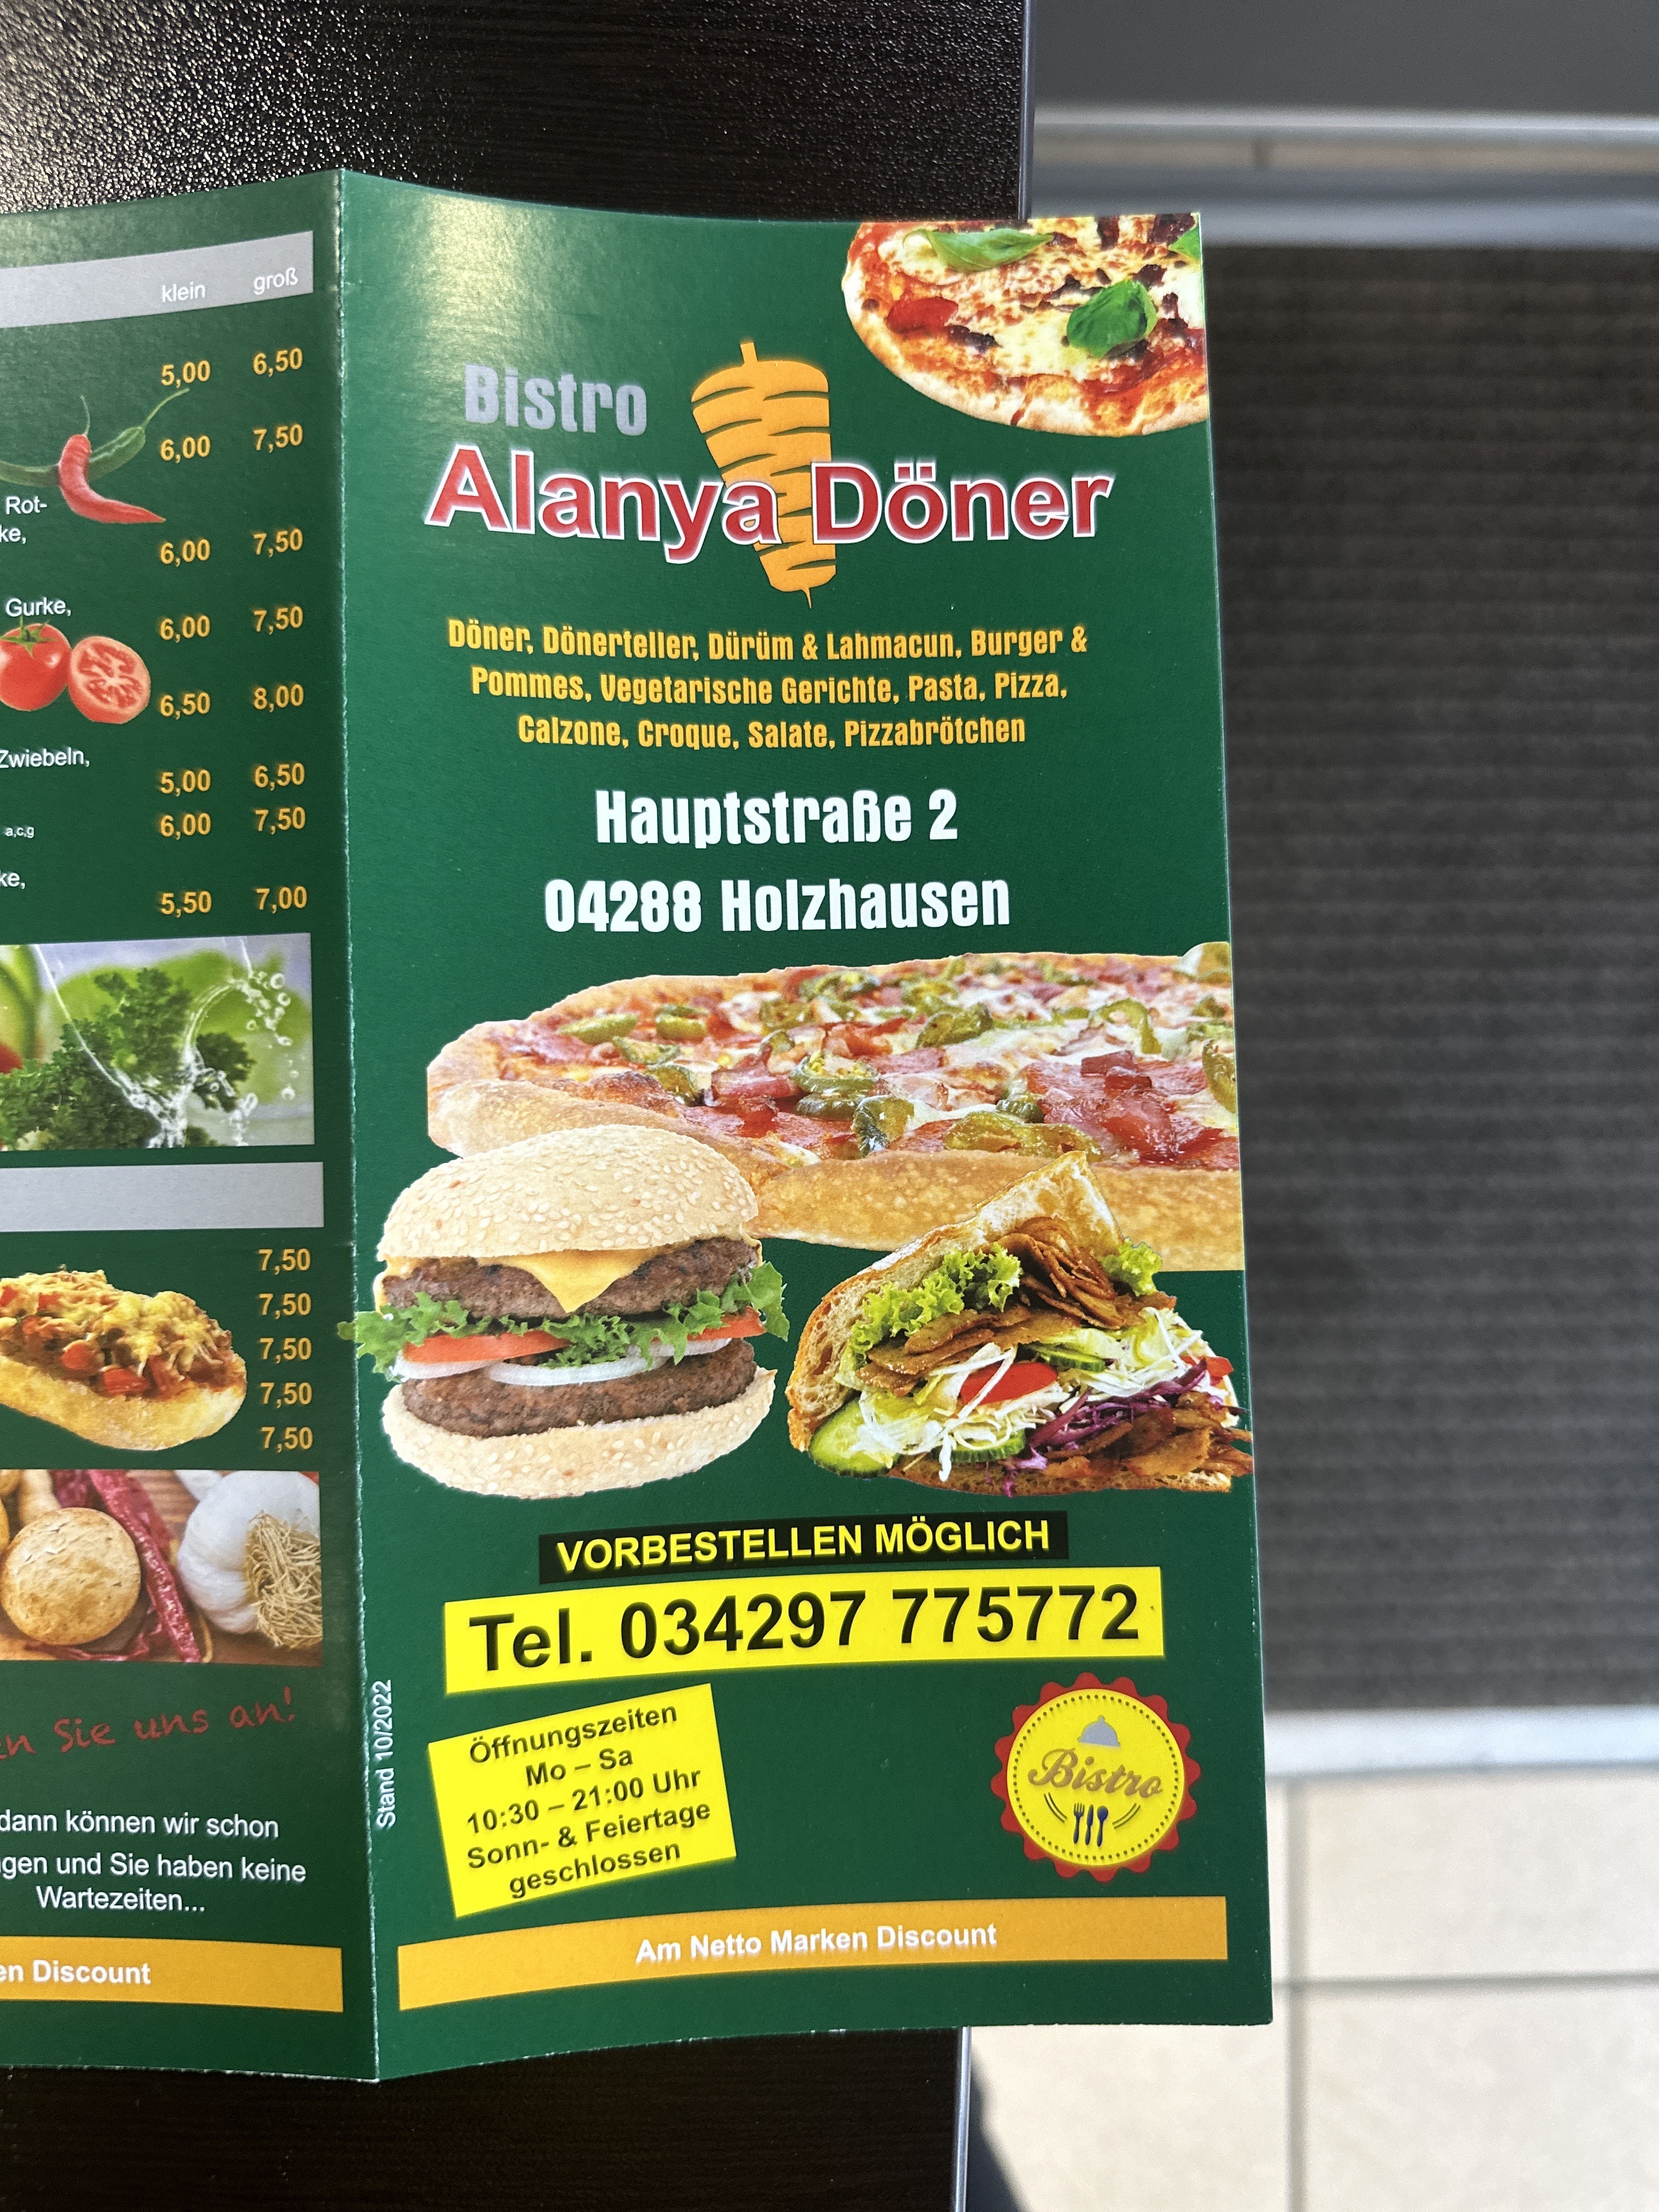 klein groß
5,00 6,50
6,00 7,50
Rot-
ke,
6,00 7,50
Gurke,
6,00 7,50
6,50 8,00
Zwiebeln,
5,00 6,50
a,c,g 6,00 7,50
ke,
5,50 7,00
7,50
7,50
7,50
7,50
7,50
en Sie uns an!
dann können wir schon
gen und Sie haben keine
Wartezeiten...
en Discount
Bistro
Alanya Döner
Döner, Dönerteller, Dürüm & Lahmacun, Burger &
Pommes, Vegetarische Gerichte, Pasta, Pizza,
Calzone, Croque, Salate, Pizzabrötchen
Hauptstraße 2
04288 Holzhausen
VORBESTELLEN MÖGLICH
Tel. 034297 775772
Stand 10/2022
Öffnungszeiten
Mo – Sa
10:30 – 21:00 Uhr
Sonn- & Feiertage
geschlossen
Bistro
Am Netto Marken Discount